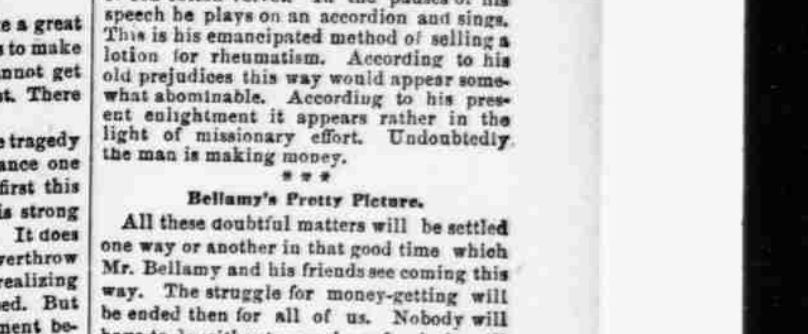 e a great
to make
nnot get
st. There
tragedy
ance one
first this
is strong
It does
verthrow
realizing
ed. But
ment be-
speech he plays on an accordion and sings.
This is his emancipated method of selling a
lotion for rheumatism. According to his
old prejudices this way would appear some-
what abominable. According to his pres-
ent enlightment it appears rather in the
light of missionary effort. Undoubtedly
the man is making money.
* * *
Bellamy's Pretty Picture.
All these doubtful matters will be settled
one way or another in that good time which
Mr. Bellamy and his friends see coming this
way. The struggle for money-getting will
be ended then for all of us. Nobody will